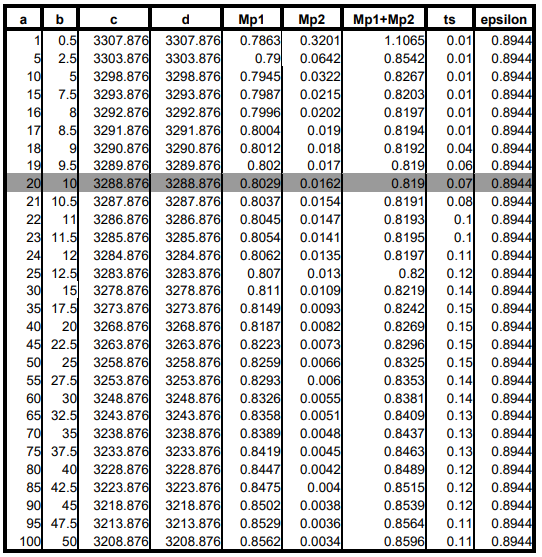 a b c d Mp1 Mp2 Mp1+Mp2 ts epsilon
1 0.5 3307.876 3307.876 0.7863 0.3201 1.1065 0.01 0.8944
5 2.5 3303.876 3303.876 0.79 0.0642 0.8542 0.01 0.8944
10 5 3298.876 3298.876 0.7945 0.0322 0.8267 0.01 0.8944
15 7.5 3293.876 3293.876 0.7987 0.0215 0.8203 0.01 0.8944
16 8 3292.876 3292.876 0.7996 0.0202 0.8197 0.01 0.8944
17 8.5 3291.876 3291.876 0.8004 0.019 0.8194 0.01 0.8944
18 9 3290.876 3290.876 0.8012 0.018 0.8192 0.04 0.8944
19 9.5 3289.876 3289.876 0.802 0.017 0.819 0.06 0.8944
20 10 3288.876 3288.876 0.8029 0.0162 0.819 0.07 0.8944
21 10.5 3287.876 3287.876 0.8037 0.0154 0.8191 0.08 0.8944
22 11 3286.876 3286.876 0.8045 0.0147 0.8193 0.1 0.8944
23 11.5 3285.876 3285.876 0.8054 0.0141 0.8195 0.1 0.8944
24 12 3284.876 3284.876 0.8062 0.0135 0.8197 0.11 0.8944
25 12.5 3283.876 3283.876 0.807 0.013 0.82 0.12 0.8944
30 15 3278.876 3278.876 0.811 0.0109 0.8219 0.14 0.8944
35 17.5 3273.876 3273.876 0.8149 0.0093 0.8242 0.15 0.8944
40 20 3268.876 3268.876 0.8187 0.0082 0.8269 0.15 0.8944
45 22.5 3263.876 3263.876 0.8223 0.0073 0.8296 0.15 0.8944
50 25 3258.876 3258.876 0.8259 0.0066 0.8325 0.15 0.8944
55 27.5 3253.876 3253.876 0.8293 0.006 0.8353 0.14 0.8944
60 30 3248.876 3248.876 0.8326 0.0055 0.8381 0.14 0.8944
65 32.5 3243.876 3243.876 0.8358 0.0051 0.8409 0.13 0.8944
70 35 3238.876 3238.876 0.8389 0.0048 0.8437 0.13 0.8944
75 37.5 3233.876 3233.876 0.8419 0.0045 0.8463 0.13 0.8944
80 40 3228.876 3228.876 0.8447 0.0042 0.8489 0.12 0.8944
85 42.5 3223.876 3223.876 0.8475 0.004 0.8515 0.12 0.8944
90 45 3218.876 3218.876 0.8502 0.0038 0.8539 0.12 0.8944
95 47.5 3213.876 3213.876 0.8529 0.0036 0.8564 0.11 0.8944
100 50 3208.876 3208.876 0.8562 0.0034 0.8596 0.11 0.8944